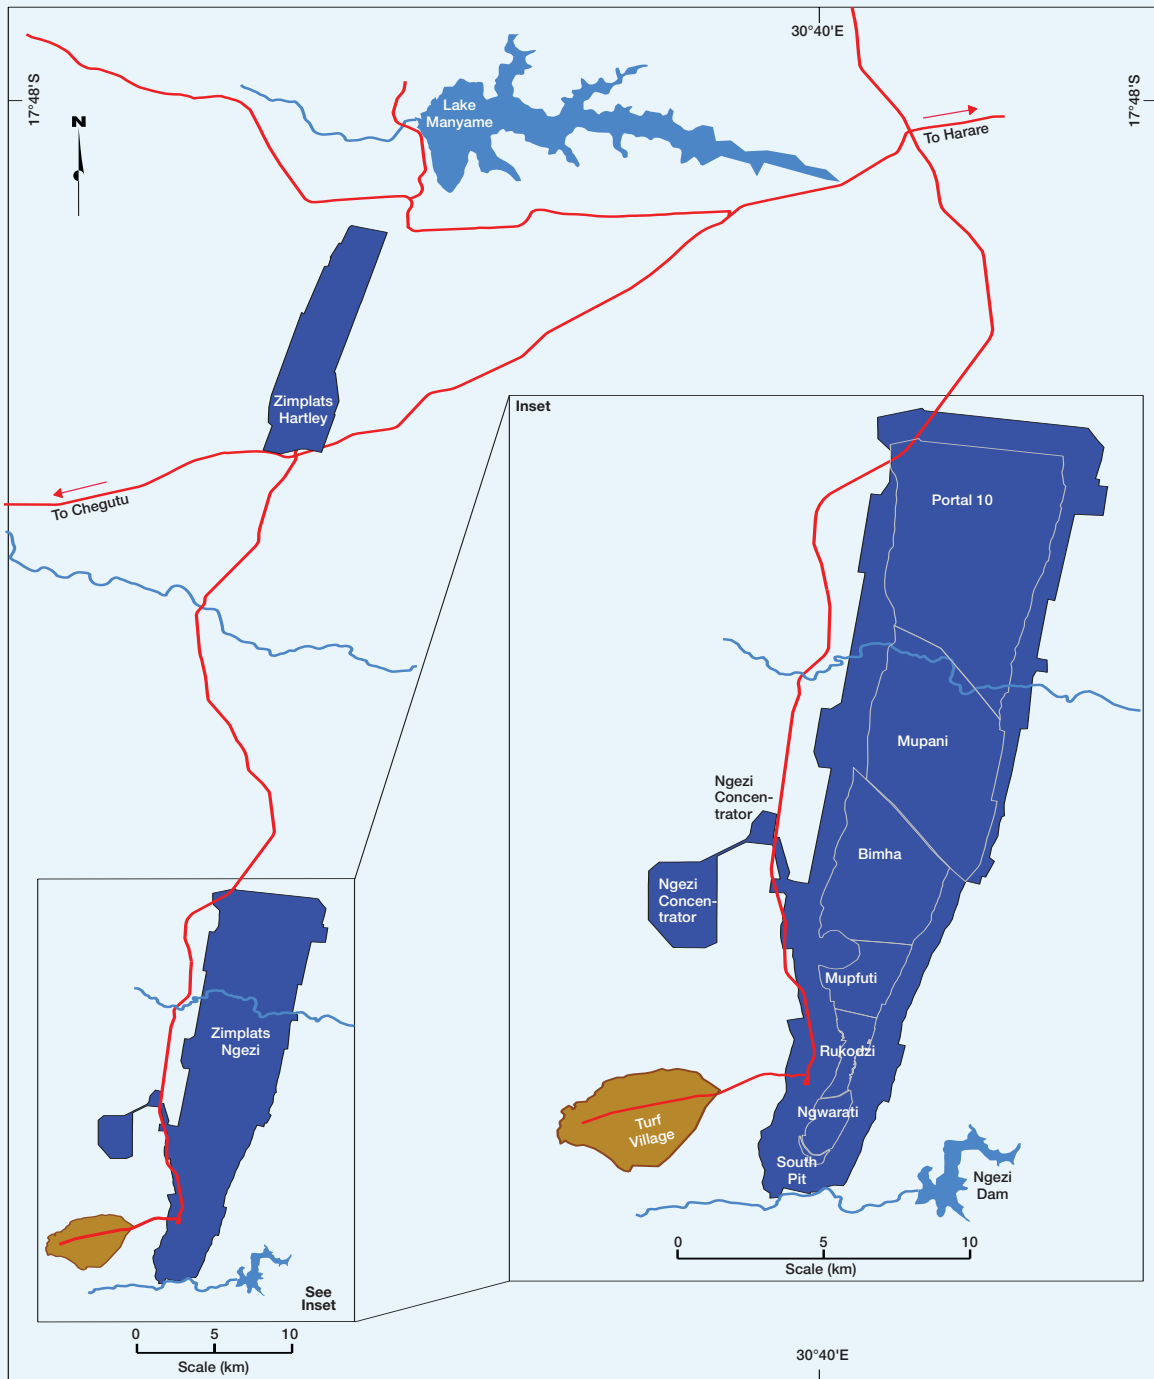 30°40'E
17°48'S
17°48'S
N
Lake
Manyame
To Harare
Zimplats
Hartley
To Chegutu
Inset
Portal 10
Mupani
Ngezi
Concen-
trator
Bimha
Ngezi
Concen-
trator
Mupfuti
Rukodzi
Ngwarati
Turf
Village
South
Pit
Ngezi
Dam
0 5 10
Scale (km)
Zimplats
Ngezi
See
Inset
0 5 10
Scale (km)
30°40'E